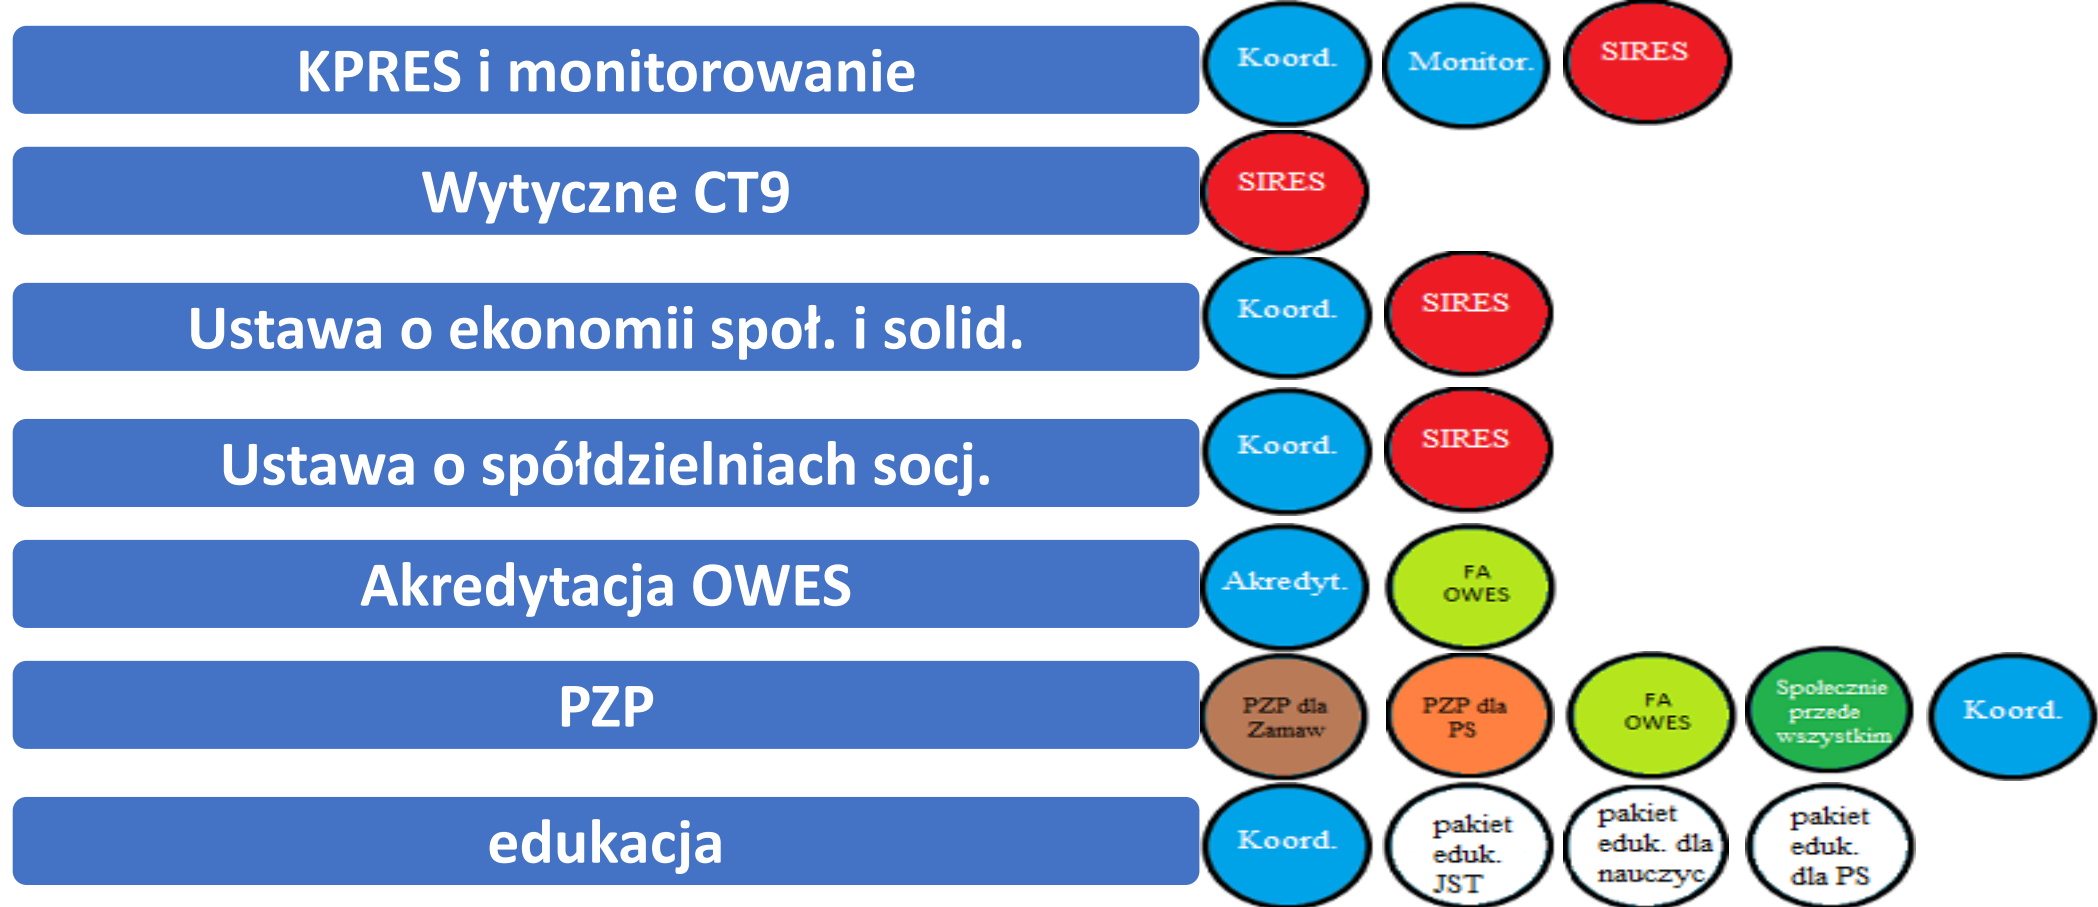 KPRES i monitorowanie
Koord.
Monitor.
SIRES
Wytyczne CT9
SIRES
Ustawa o ekonomii społ. i solid.
Koord.
SIRES
Ustawa o spółdzielniach socj.
Koord.
SIRES
Akredytacja OWES
Akredyt.
FA
OWES
PZP
PZP dla
Zamaw
PZP dla
PS
FA
OWES
Społecznie
przede
wszystkim
Koord.
edukacja
Koord.
pakiet
eduk.
JST
pakiet
eduk. dla
nauczyc
pakiet
eduk.
dla PS